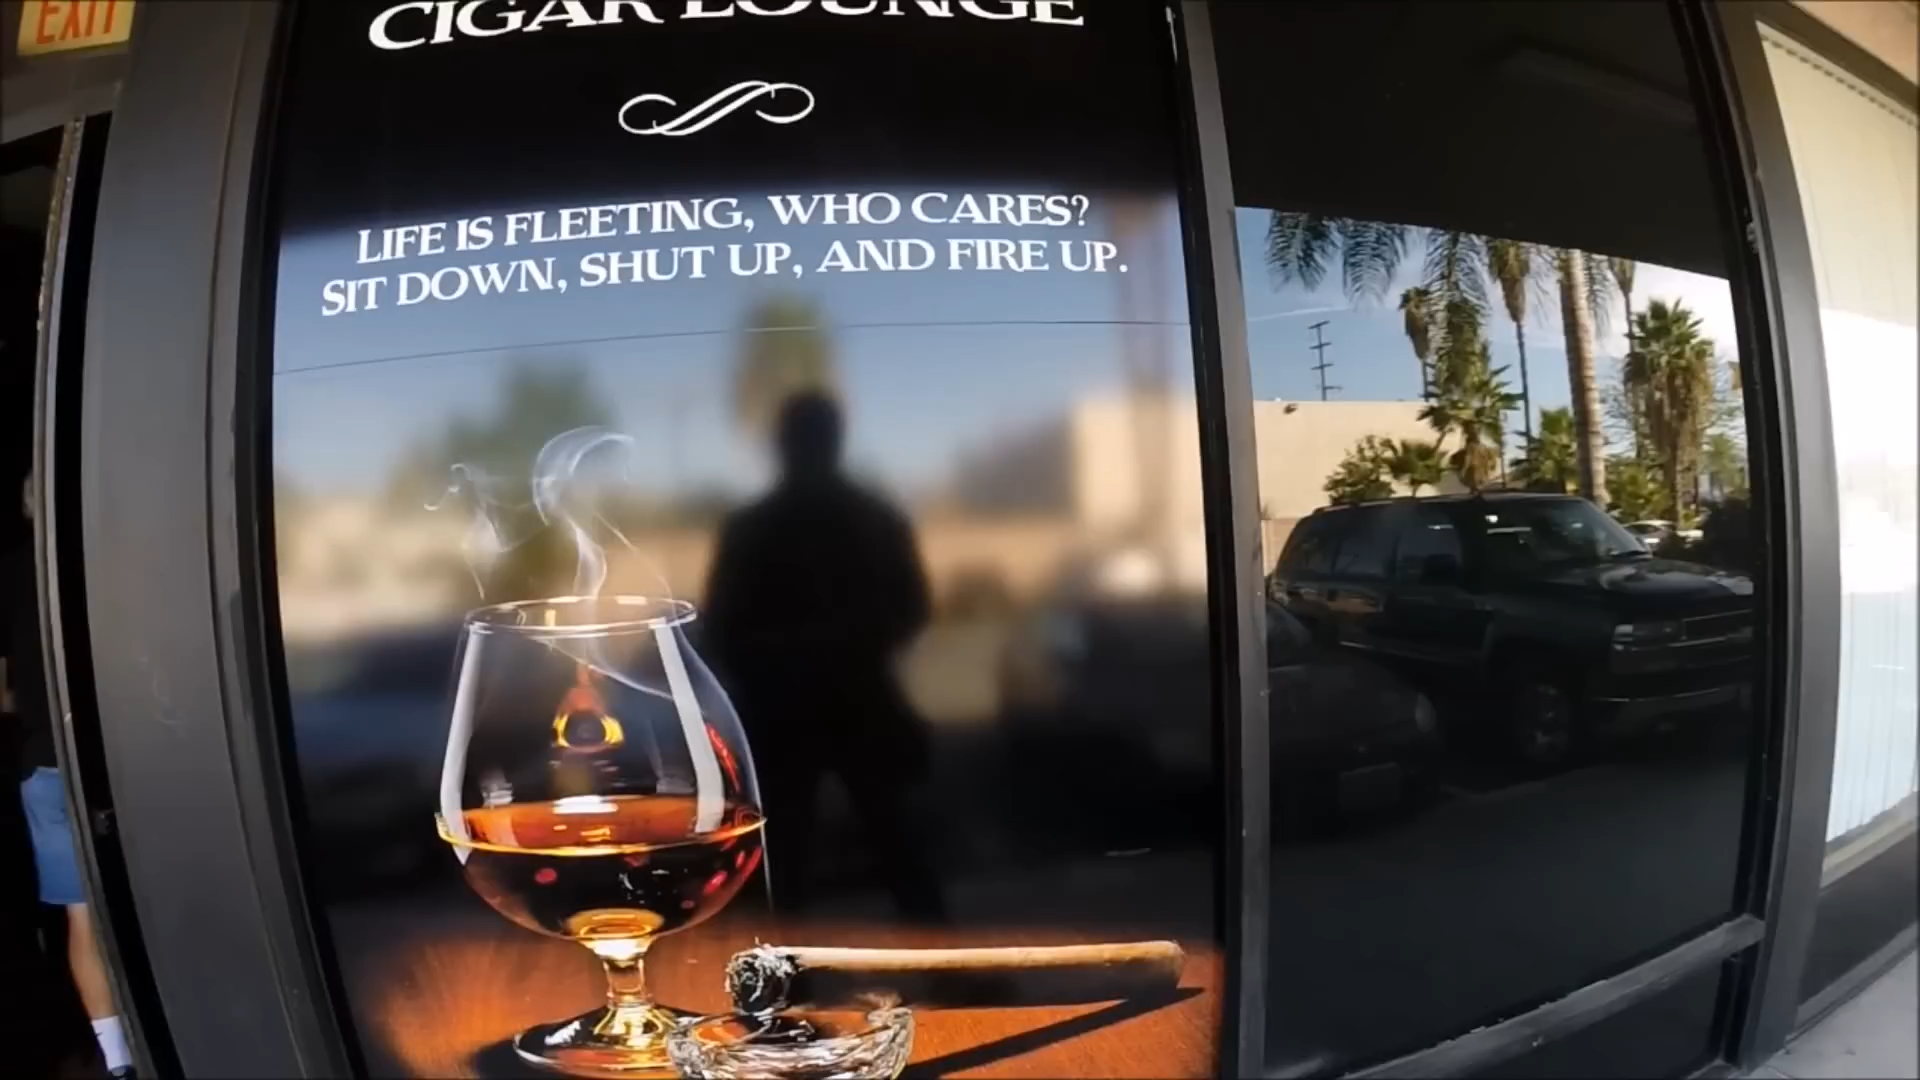 EXIT
CIGAR LOUNGE
LIFE IS FLEETING, WHO CARES?
SIT DOWN, SHUT UP, AND FIRE UP.